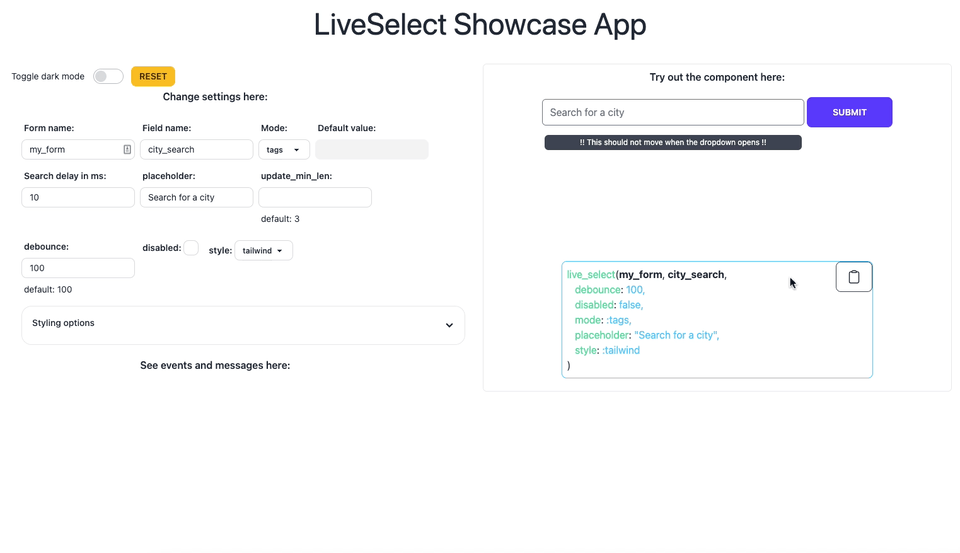 LiveSelect Showcase App
Toggle dark mode
RESET
Change settings here:
Form name:
Field name:
Mode:
Default value:
my_form
city_search
tags
Search delay in ms:
placeholder:
update_min_len:
10
Search for a city
default: 3
debounce:
disabled:
style:
tailwind
100
default: 100
Styling options
See events and messages here:
Try out the component here:
Search for a city
SUBMIT
!! This should not move when the dropdown opens !!
live_select(my_form, city_search,
debounce: 100,
disabled: false,
mode: :tags,
placeholder: "Search for a city",
style: :tailwind
)